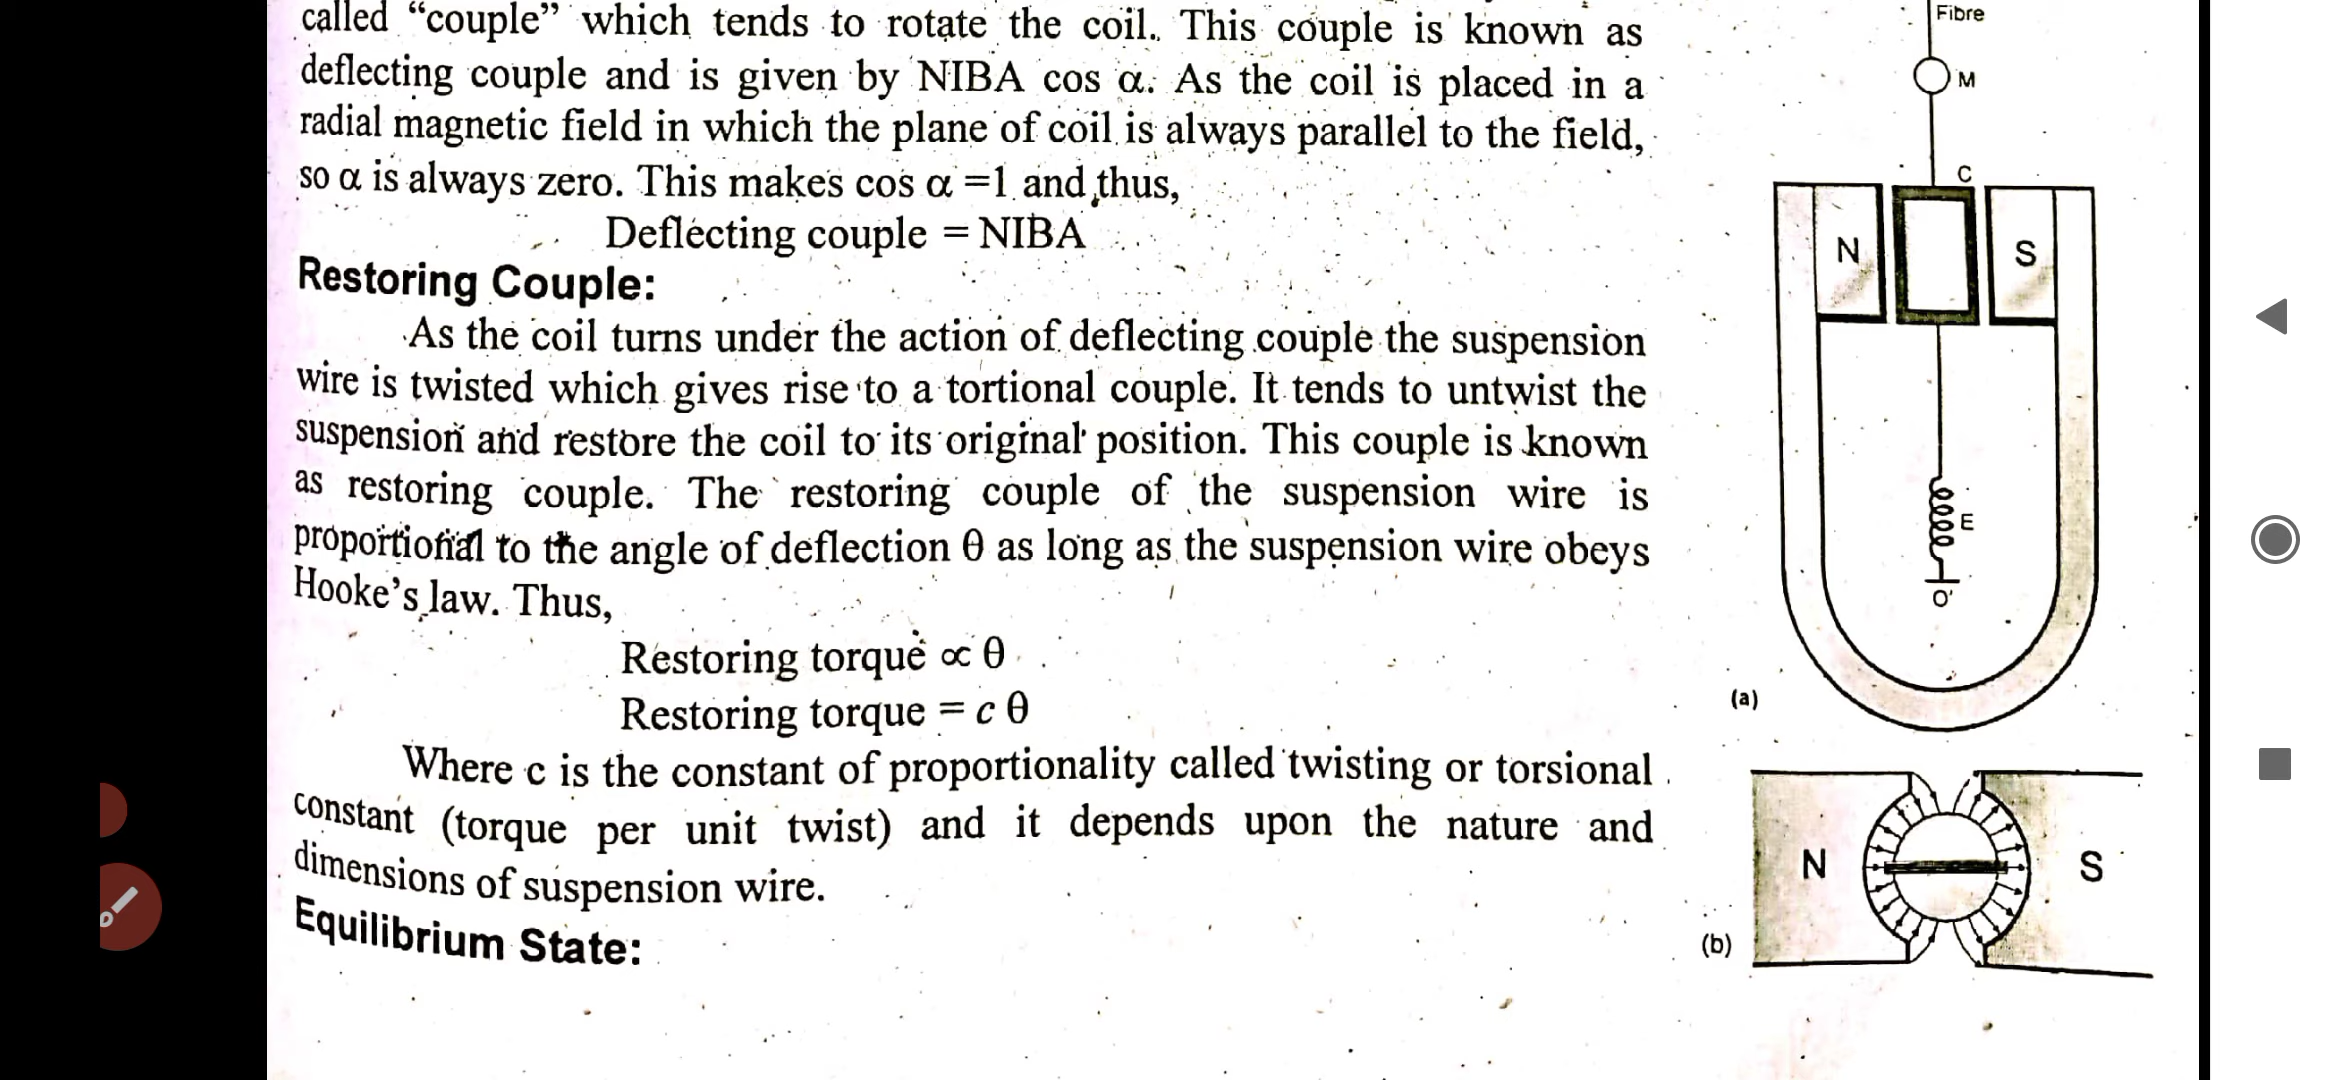 called “couple” which tends to rotate the coil. This couple is known as
deflecting couple and is given by NIBA cos α. As the coil is placed in a
radial magnetic field in which the plane of coil is always parallel to the field,
so α is always zero. This makes cos α =1 and thus,
Deflecting couple = NIBA
Restoring Couple:
As the coil turns under the action of deflecting couple the suspension
wire is twisted which gives rise to a tortional couple. It tends to untwist the
suspension and restore the coil to its original position. This couple is known
as restoring couple. The restoring couple of the suspension wire is
proportional to the angle of deflection θ as long as the suspension wire obeys
Hooke’s law. Thus,
Restoring torque ∝ θ
Restoring torque = c θ
Where c is the constant of proportionality called twisting or torsional
constant (torque per unit twist) and it depends upon the nature and
dimensions of suspension wire.
Equilibrium State:
Fibre
M
C
N
S
E
O'
(a)
N
S
(b)